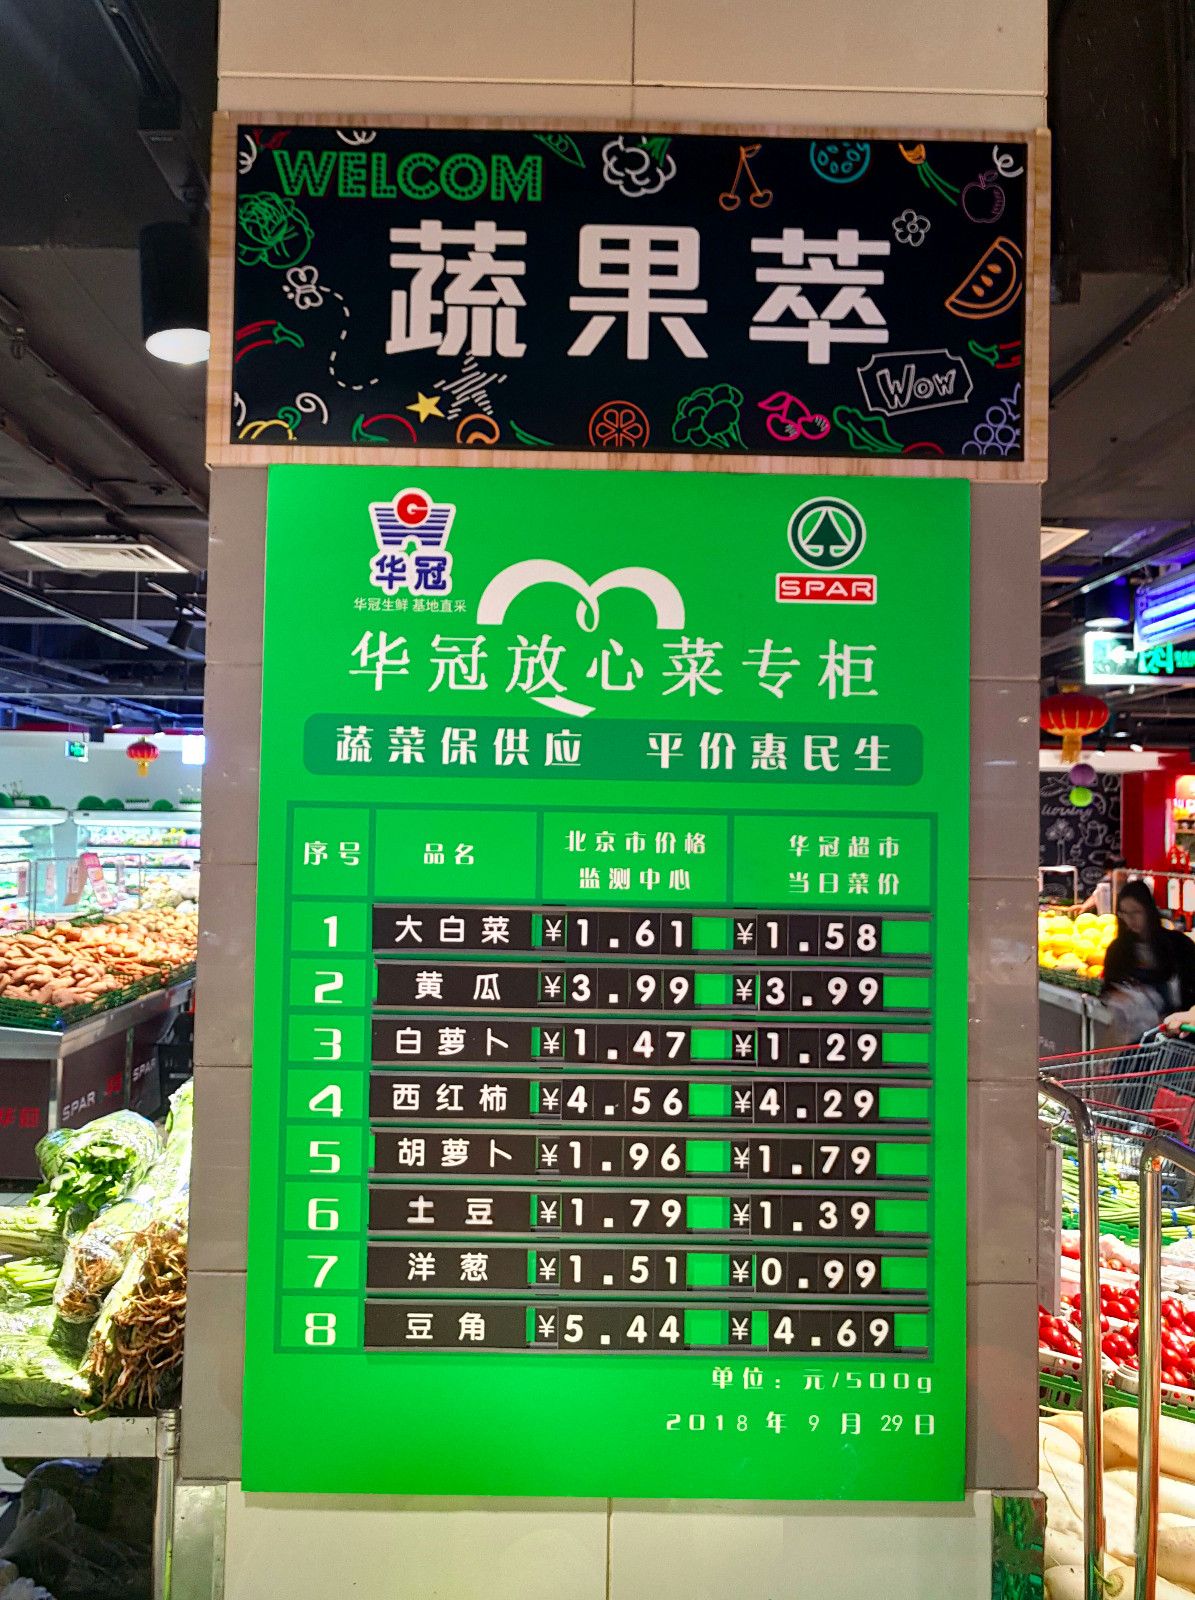 WELCOM
蔬果萃
WOW
华冠
华冠生鲜 基地直采
SPAR
华冠放心菜专柜
蔬菜保供应 平价惠民生
序号 品名 北京市价格监测中心 华冠超市当日菜价
1 大白菜 ¥1.61 ¥1.58
2 黄瓜 ¥3.99 ¥3.99
3 白萝卜 ¥1.47 ¥1.29
4 西红柿 ¥4.56 ¥4.29
5 胡萝卜 ¥1.96 ¥1.79
6 土豆 ¥1.79 ¥1.39
7 洋葱 ¥1.51 ¥0.99
8 豆角 ¥5.44 ¥4.69
单位：元/500g
2018年9月29日
SPAR
SPAR
华冠